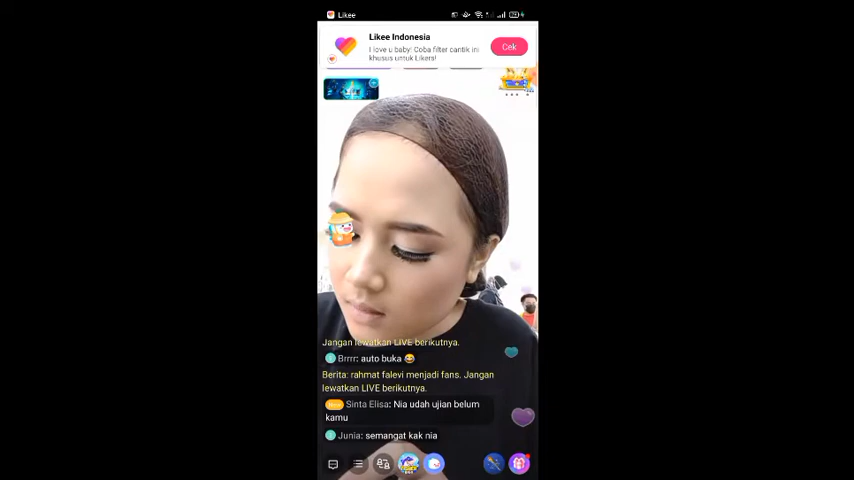 Likee
Likee Indonesia
I love u baby! Coba filter cantik ini
khusus untuk Likers!
Cek
LIKE
Jangan lewatkan LIVE berikutnya.
Brrrr: auto buka 😂
Berita: rahmat falevi menjadi fans. Jangan
lewatkan LIVE berikutnya.
Sinta Elisa: Nia udah ujian belum
kamu
Junia: semangat kak nia